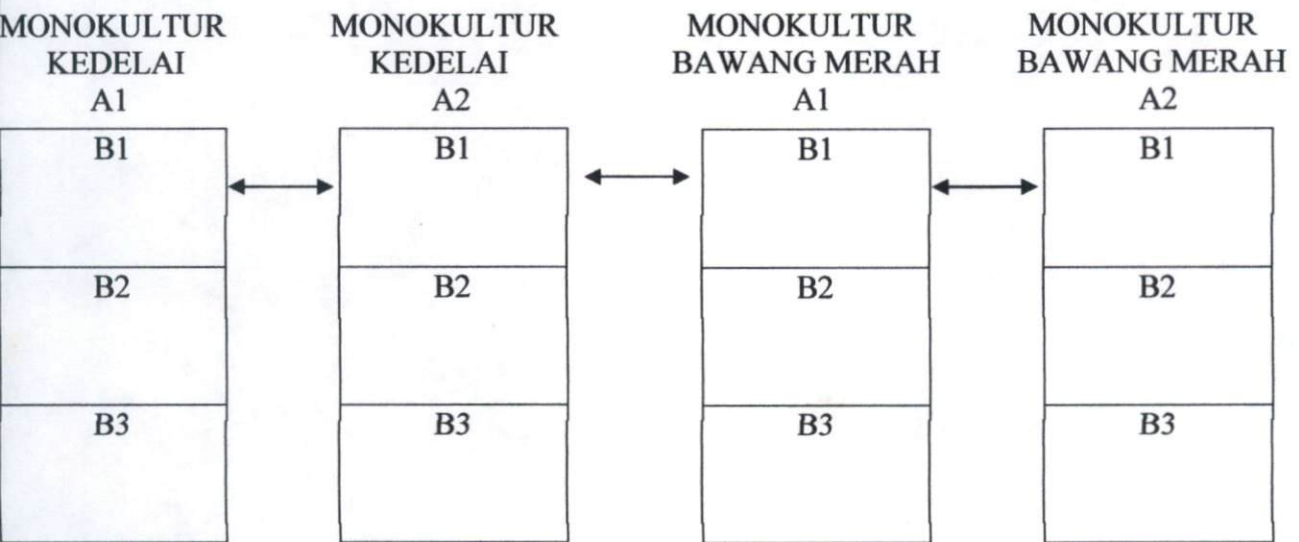 MONOKULTUR
KEDELAI
A1
B1
B2
B3
MONOKULTUR
KEDELAI
A2
B1
B2
B3
MONOKULTUR
BAWANG MERAH
A1
B1
B2
B3
MONOKULTUR
BAWANG MERAH
A2
B1
B2
B3